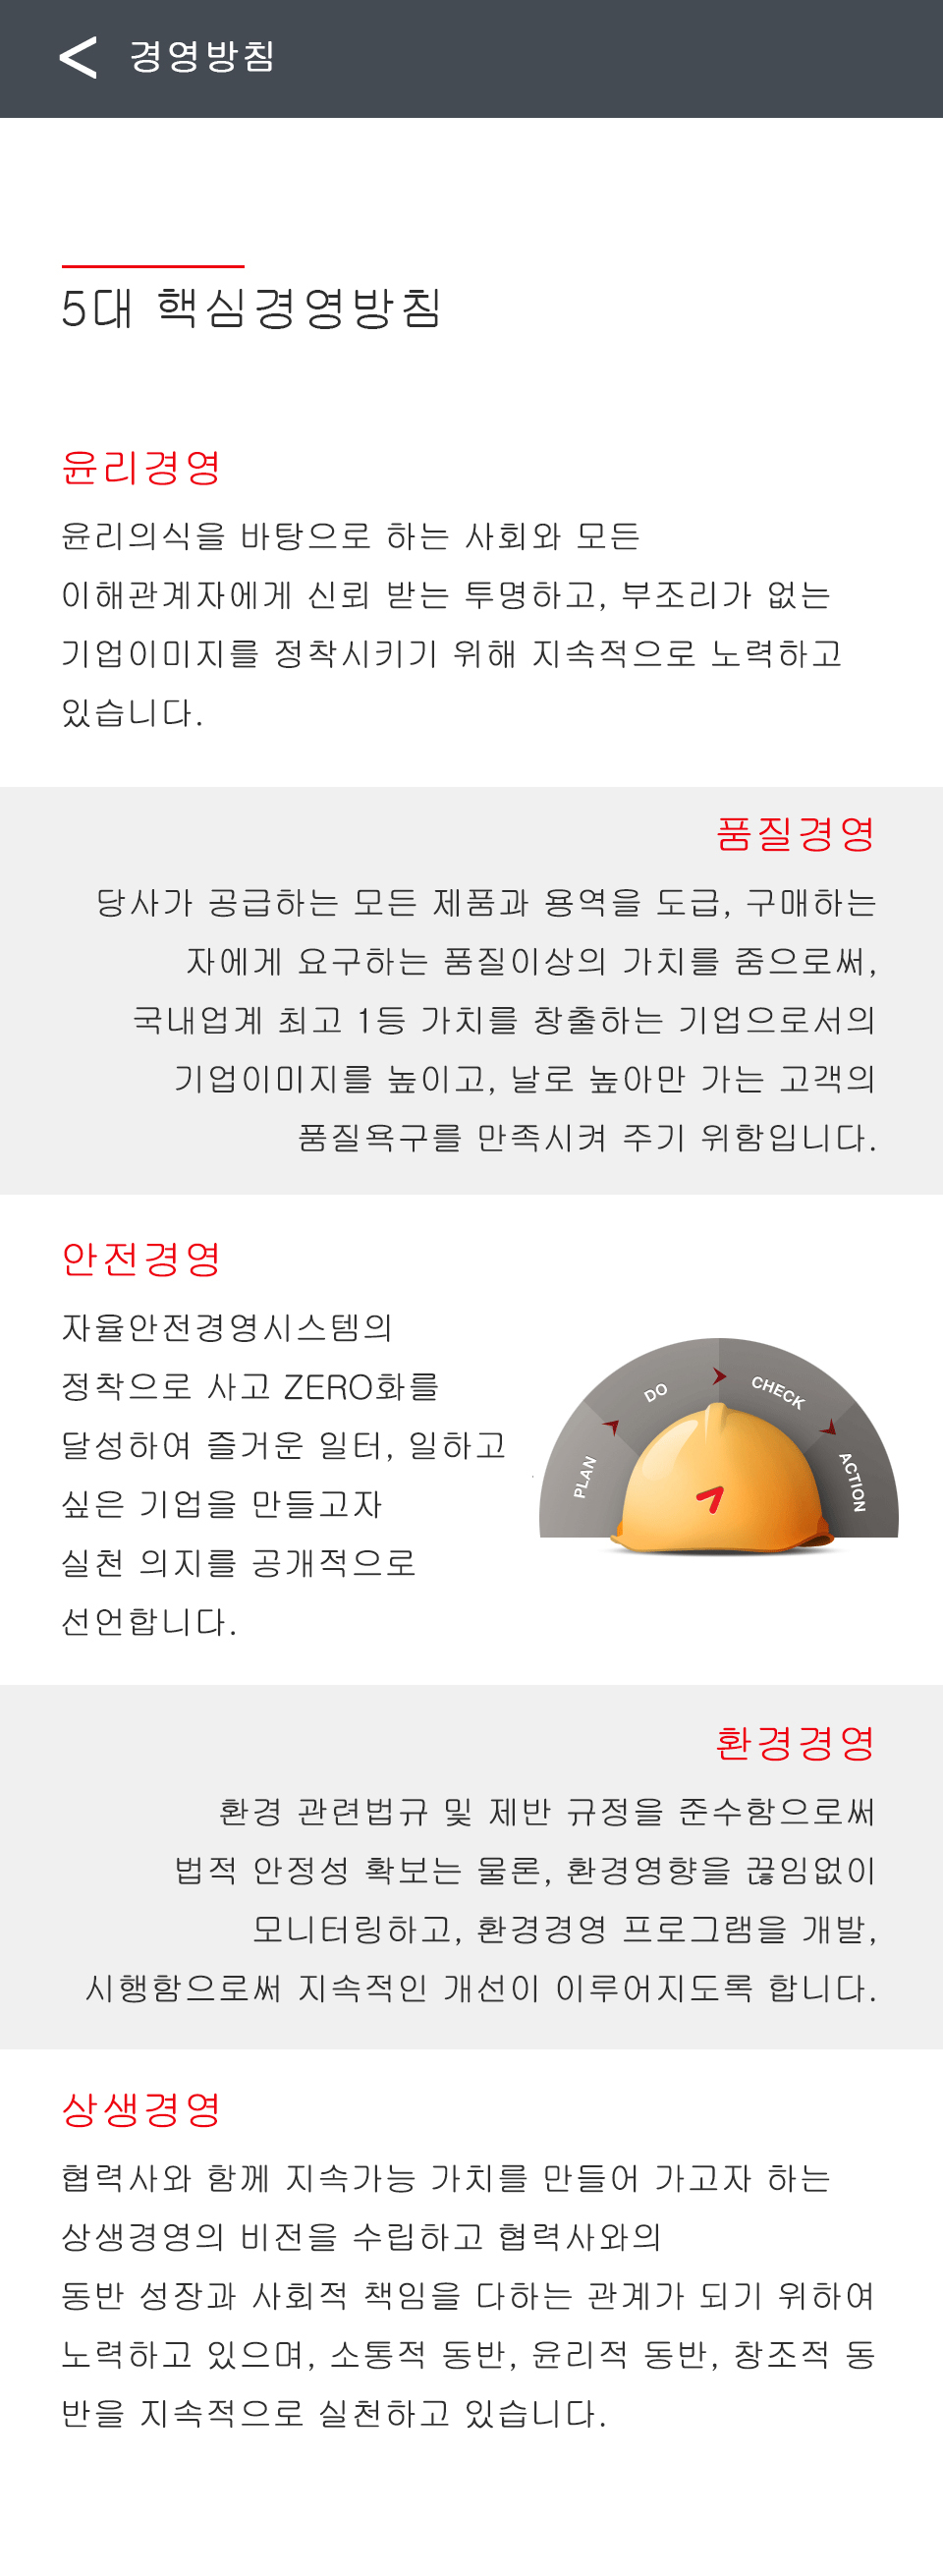 경영방침
5대 핵심경영방침
윤리경영
윤리의식을 바탕으로 하는 사회와 모든
이해관계자에게 신뢰 받는 투명하고, 부조리가 없는
기업이미지를 정착시키기 위해 지속적으로 노력하고
있습니다.
품질경영
당사가 공급하는 모든 제품과 용역을 도급, 구매하는
자에게 요구하는 품질이상의 가치를 줌으로써,
국내업계 최고 1등 가치를 창출하는 기업으로서의
기업이미지를 높이고, 날로 높아만 가는 고객의
품질욕구를 만족시켜 주기 위함입니다.
안전경영
자율안전경영시스템의
정착으로 사고 ZERO화를
달성하여 즐거운 일터, 일하고
싶은 기업을 만들고자
실천 의지를 공개적으로
선언합니다.
PLAN
DO
CHECK
ACTION
환경경영
환경 관련법규 및 제반 규정을 준수함으로써
법적 안정성 확보는 물론, 환경영향을 끊임없이
모니터링하고, 환경경영 프로그램을 개발,
시행함으로써 지속적인 개선이 이루어지도록 합니다.
상생경영
협력사와 함께 지속가능 가치를 만들어 가고자 하는
상생경영의 비전을 수립하고 협력사와의
동반 성장과 사회적 책임을 다하는 관계가 되기 위하여
노력하고 있으며, 소통적 동반, 윤리적 동반, 창조적 동
반을 지속적으로 실천하고 있습니다.